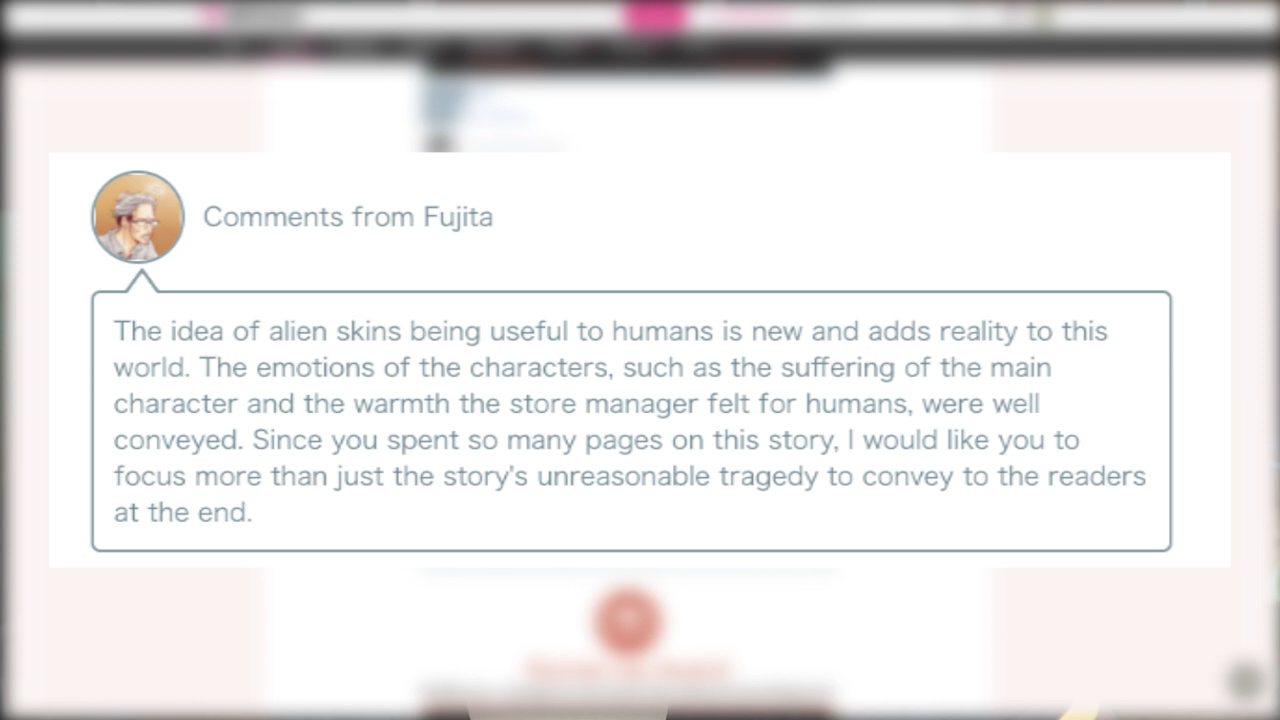 Comments from Fujita
The idea of alien skins being useful to humans is new and adds reality to this
world. The emotions of the characters, such as the suffering of the main
character and the warmth the store manager felt for humans, were well
conveyed. Since you spent so many pages on this story, I would like you to
focus more than just the story's unreasonable tragedy to convey to the readers
at the end.